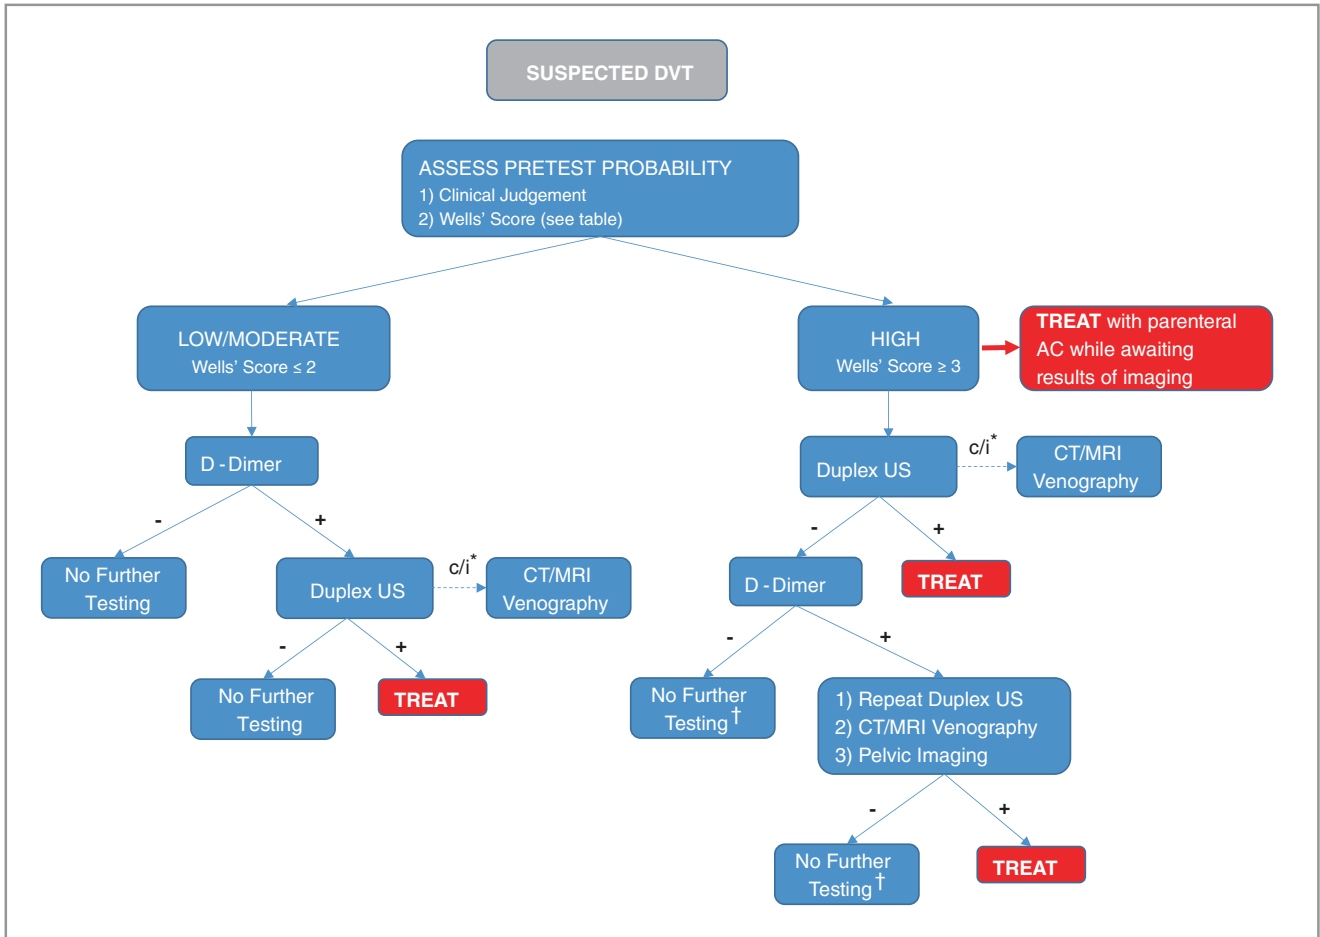 SUSPECTED DVT
ASSESS PRETEST PROBABILITY
1) Clinical Judgement
2) Wells' Score (see table)
LOW/MODERATE
Wells' Score ≤ 2
HIGH
Wells' Score ≥ 3
TREAT with parenteral
AC while awaiting
results of imaging
D-Dimer
-
+
No Further
Testing
Duplex US
c/i*
CT/MRI
Venography
-
+
No Further
Testing
TREAT
Duplex US
c/i*
CT/MRI
Venography
-
+
D-Dimer
TREAT
-
+
No Further
Testing†
1) Repeat Duplex US
2) CT/MRI Venography
3) Pelvic Imaging
-
+
No Further
Testing†
TREAT